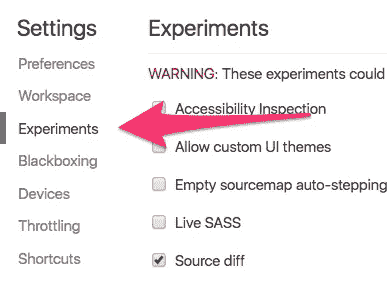 Settings
Preferences
Workspace
Experiments
Blackboxing
Devices
Throttling
Shortcuts
Experiments
WARNING: These experiments could
Accessibility Inspection
Allow custom UI themes
Empty sourcemap auto-stepping
Live SASS
Source diff